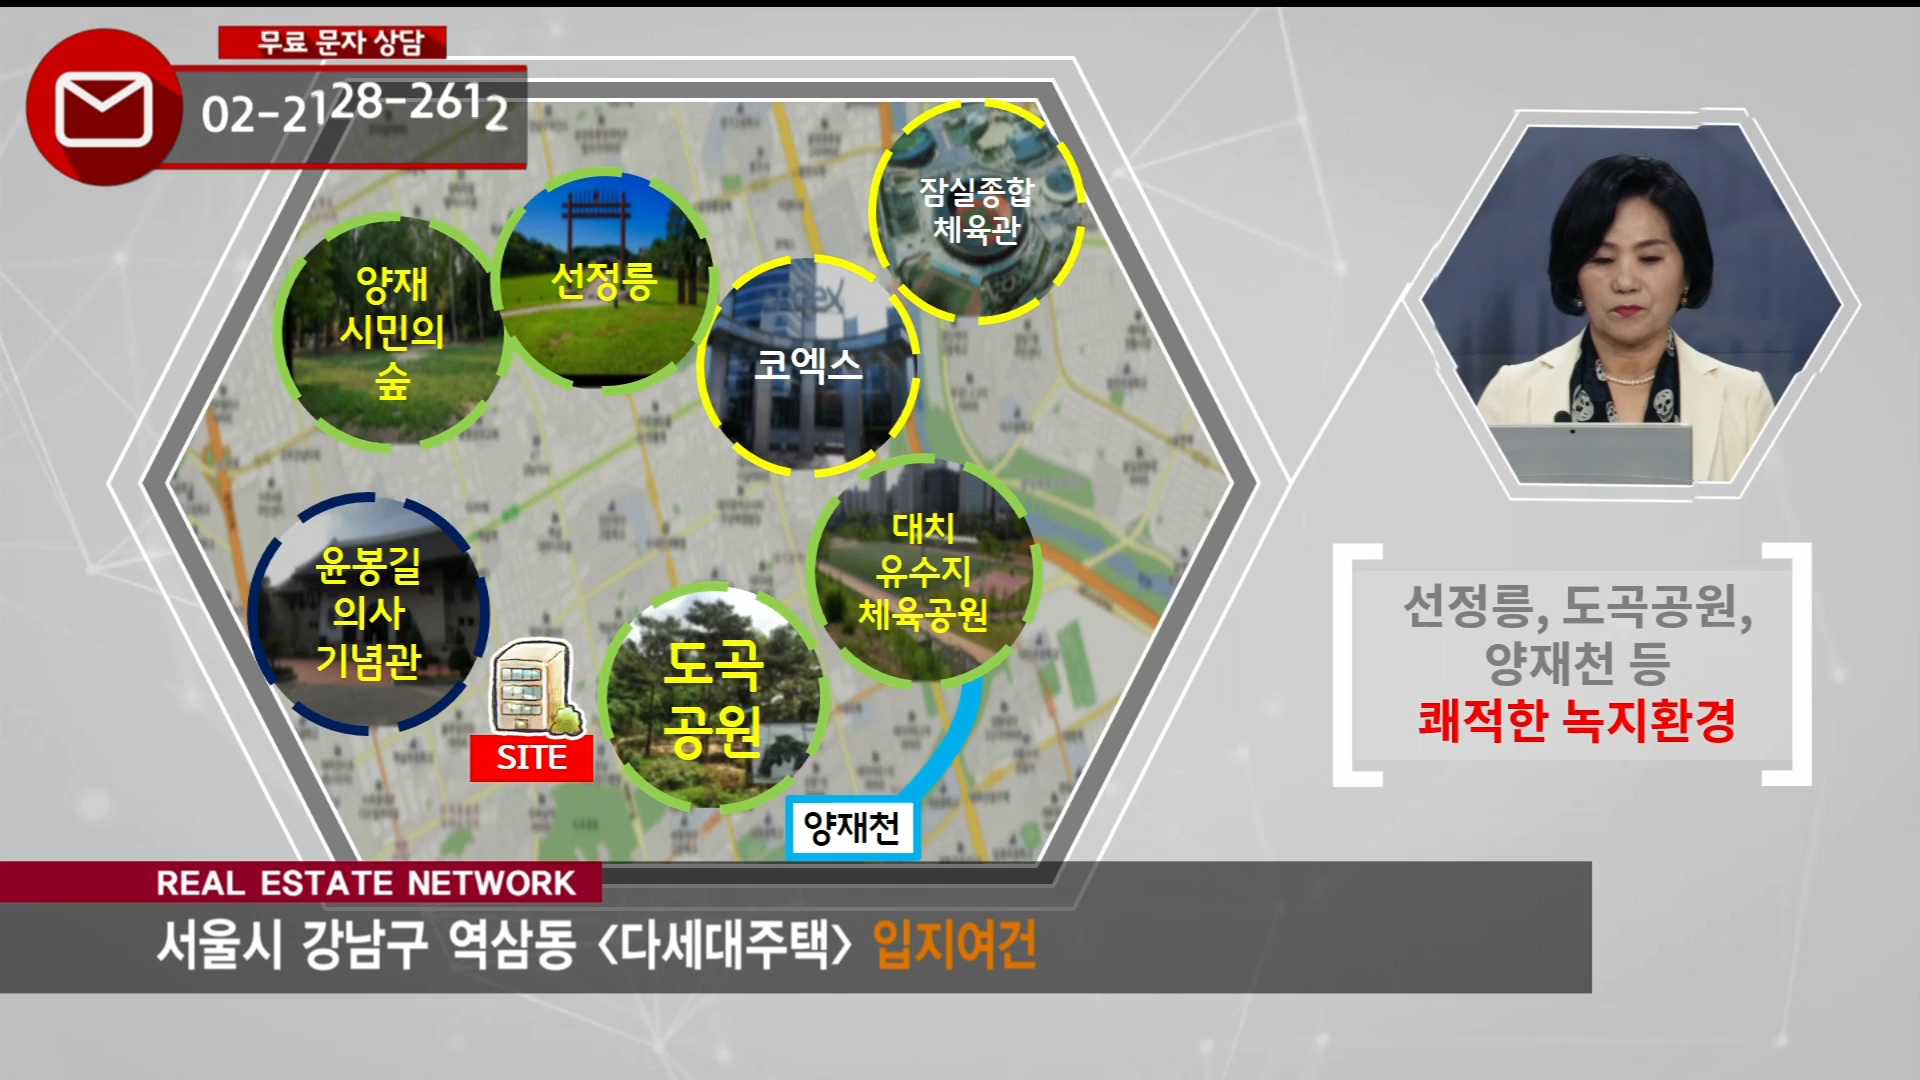 무료 문자 상담
02-2128-2612
잠실종합
체육관
양재
시민의
숲
선정릉
코엑스
대치
유수지
체육공원
윤봉길
의사
기념관
도곡
공원
SITE
양재천
선정릉, 도곡공원,
양재천 등
쾌적한 녹지환경
REAL ESTATE NETWORK
서울시 강남구 역삼동 <다세대주택> 입지여건